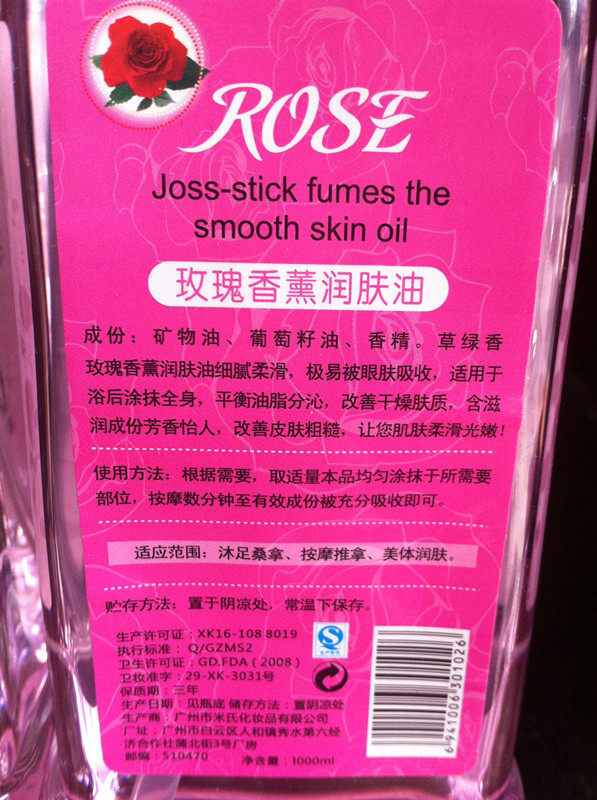 ROSE
Joss-stick fumes the
smooth skin oil
玫瑰香薰润肤油
成份：矿物油、葡萄籽油、香精。草绿香
玫瑰香薰润肤油细腻柔滑，极易被眼肤吸收，适用于
浴后涂抹全身，平衡油脂分沁，改善干燥肤质，含滋
润成份芳香怡人，改善皮肤粗糙，让您肌肤柔滑光嫩！
使用方法：根据需要，取适量本品均匀涂抹于所需要
部位，按摩数分钟至有效成份被充分吸收即可。
适应范围：沐足桑拿、按摩推拿、美体润肤。
贮存方法：置于阴凉处，常温下保存。
生产许可证：XK16-108 8019
执行标准：Q/GZMS2
卫生许可证：GD.FDA（2008）
卫妆准字：29-XK-3031号
保质期：三年
生产日期：见瓶底 储存方法：置阴凉处
生产商：广州市米氏化妆品有限公司
厂址：广州市白云区人和镇秀水第六经
济合作社蒲北街3号厂房
邮编：510470
净含量：1000ml
6941006301026